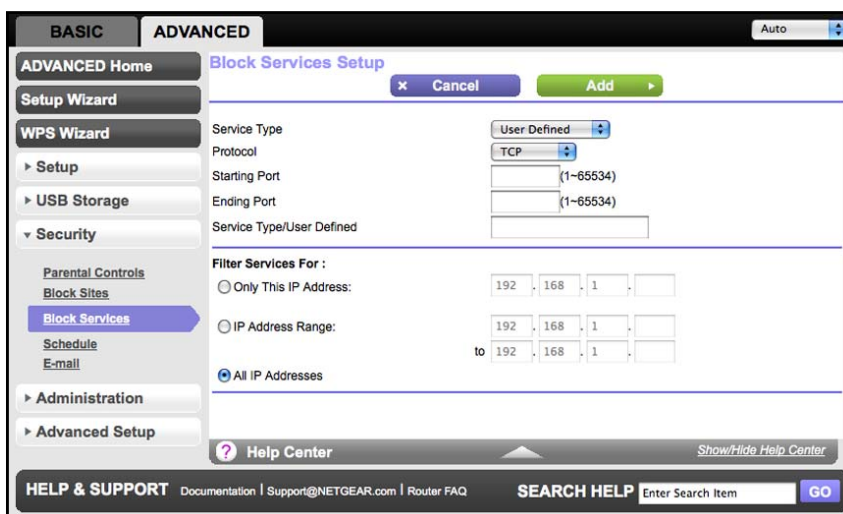 BASIC
ADVANCED
Auto
ADVANCED Home
Setup Wizard
WPS Wizard
Setup
USB Storage
Security
Parental Controls
Block Sites
Block Services
Schedule
E-mail
Administration
Advanced Setup
Block Services Setup
x Cancel
Add
Service Type
User Defined
Protocol
TCP
Starting Port
(1~65534)
Ending Port
(1~65534)
Service Type/User Defined
Filter Services For :
Only This IP Address:
192 . 168 . 1 .
IP Address Range:
192 . 168 . 1 .
to 192 . 168 . 1 .
All IP Addresses
? Help Center
Show/Hide Help Center
HELP & SUPPORT Documentation | Support@NETGEAR.com | Router FAQ
SEARCH HELP Enter Search Item GO